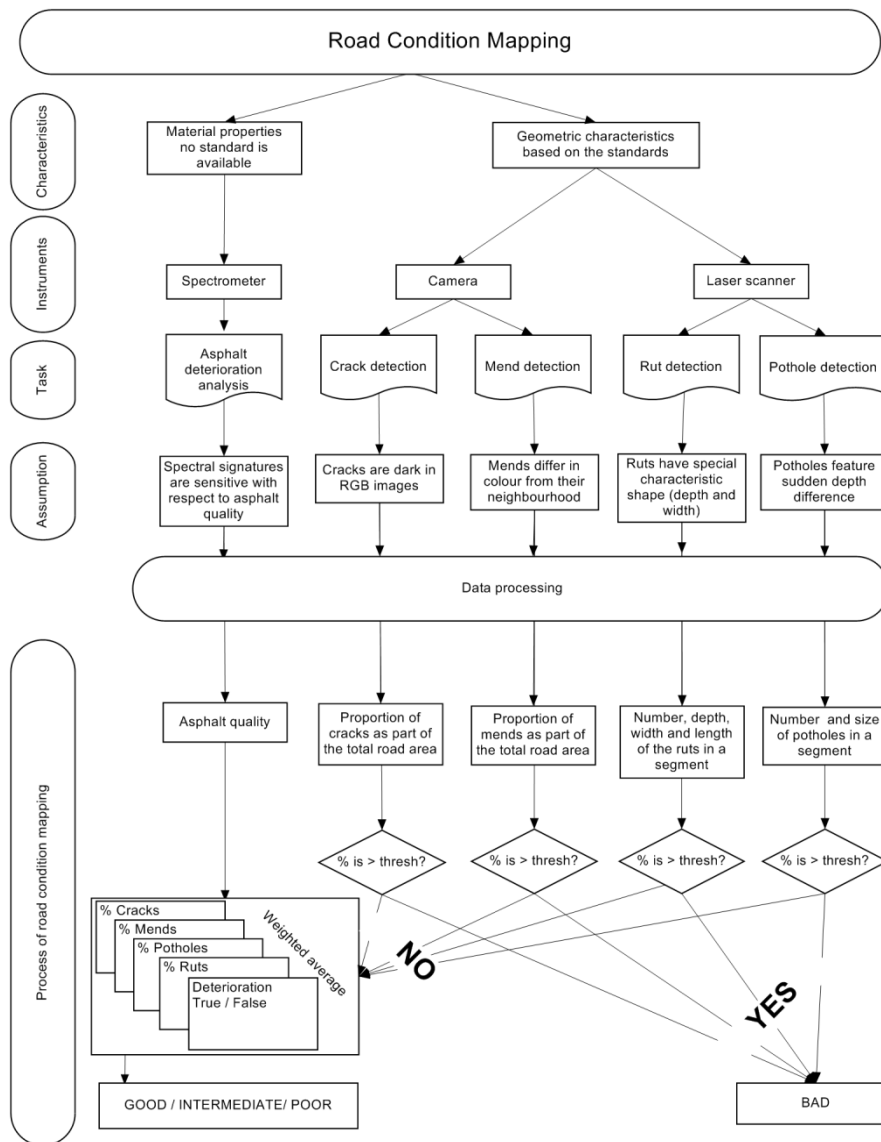 Road Condition Mapping
Characteristics
Material properties
no standard is
available
Geometric characteristics
based on the standards
Instruments
Spectrometer
Camera
Laser scanner
Task
Asphalt
deterioration
analysis
Crack detection
Mend detection
Rut detection
Pothole detection
Assumption
Spectral signatures
are sensitive with
respect to asphalt
quality
Cracks are dark in
RGB images
Mends differ in
colour from their
neighbourhood
Ruts have special
characteristic
shape (depth and
width)
Potholes feature
sudden depth
difference
Data processing
Process of road condition mapping
Asphalt quality
Proportion of
cracks as part of
the total road area
Proportion of
mends as part of
the total road area
Number, depth,
width and length
of the ruts in a
segment
Number and size
of potholes in a
segment
% is > thresh?
% is > thresh?
% is > thresh?
% is > thresh?
% Cracks
% Mends
% Potholes
% Ruts
Deterioration
True / False
Weighted average
NO
YES
GOOD / INTERMEDIATE/ POOR
BAD